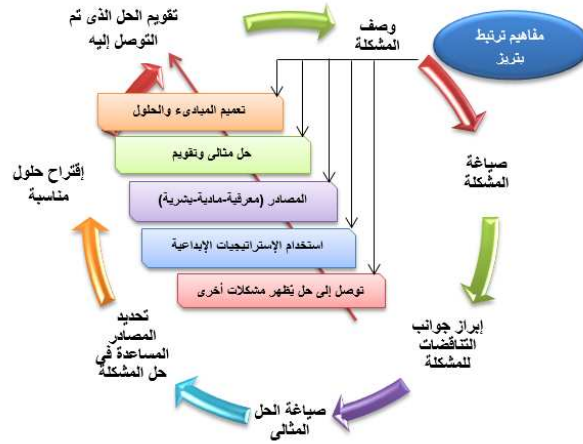 مفاهيم ترتبط
بتريز
وصف
المشكلة
صياغة
المشكلة
إبراز جوانب
التناقضات
للمشكلة
صياغة الحل
المثالى
تحديد
المصادر
المساعدة في
حل المشكلة
إقتراح حلول
مناسبة
تقويم الحل الذى تم
التوصل إليه
تعميم المبادىء والحلول
حل مثالى وتقويم
المصادر (معرفية-مادية-بشرية)
استخدام الإستراتيجيات الإبداعية
توصل إلى حل يُظهر مشكلات أخرى